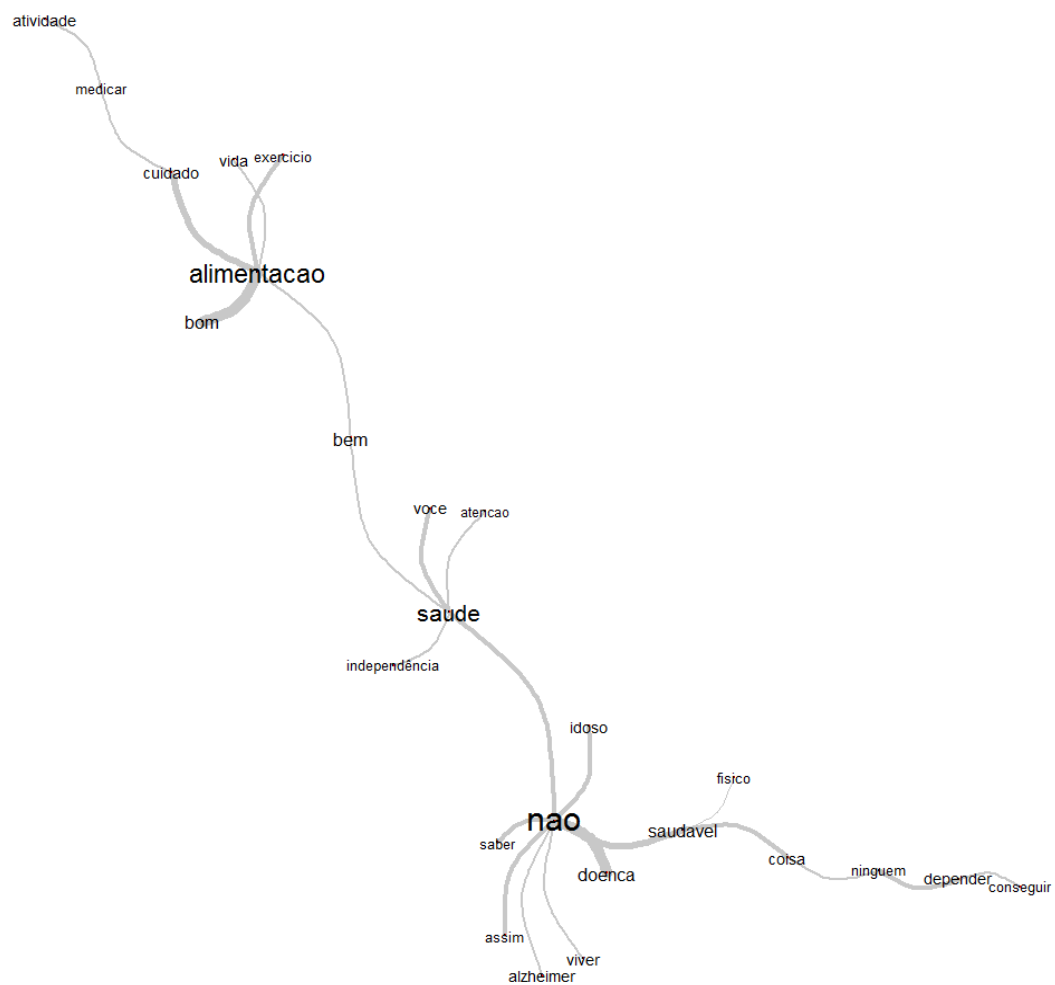 atividade
medicar
vida
exercicio
cuidado
alimentacao
bom
bem
voce
atencao
saude
independência
idoso
fisico
nao
saudavel
saber
coisa
ninguem
doenca
depender
conseguir
assim
viver
alzheimer